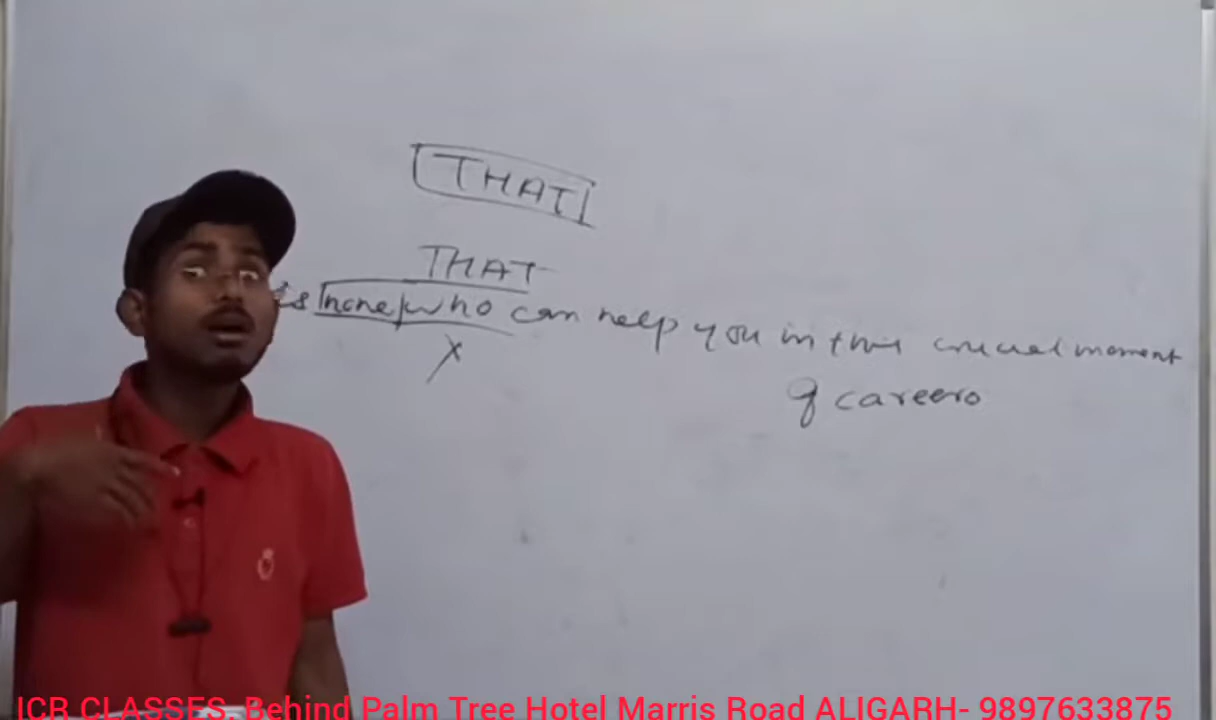 THAT
THAT
is none who can help you in this crucial moment
X
of careero
ICR CLASSES, Behind Palm Tree Hotel Marris Road ALIGARH- 9897633875